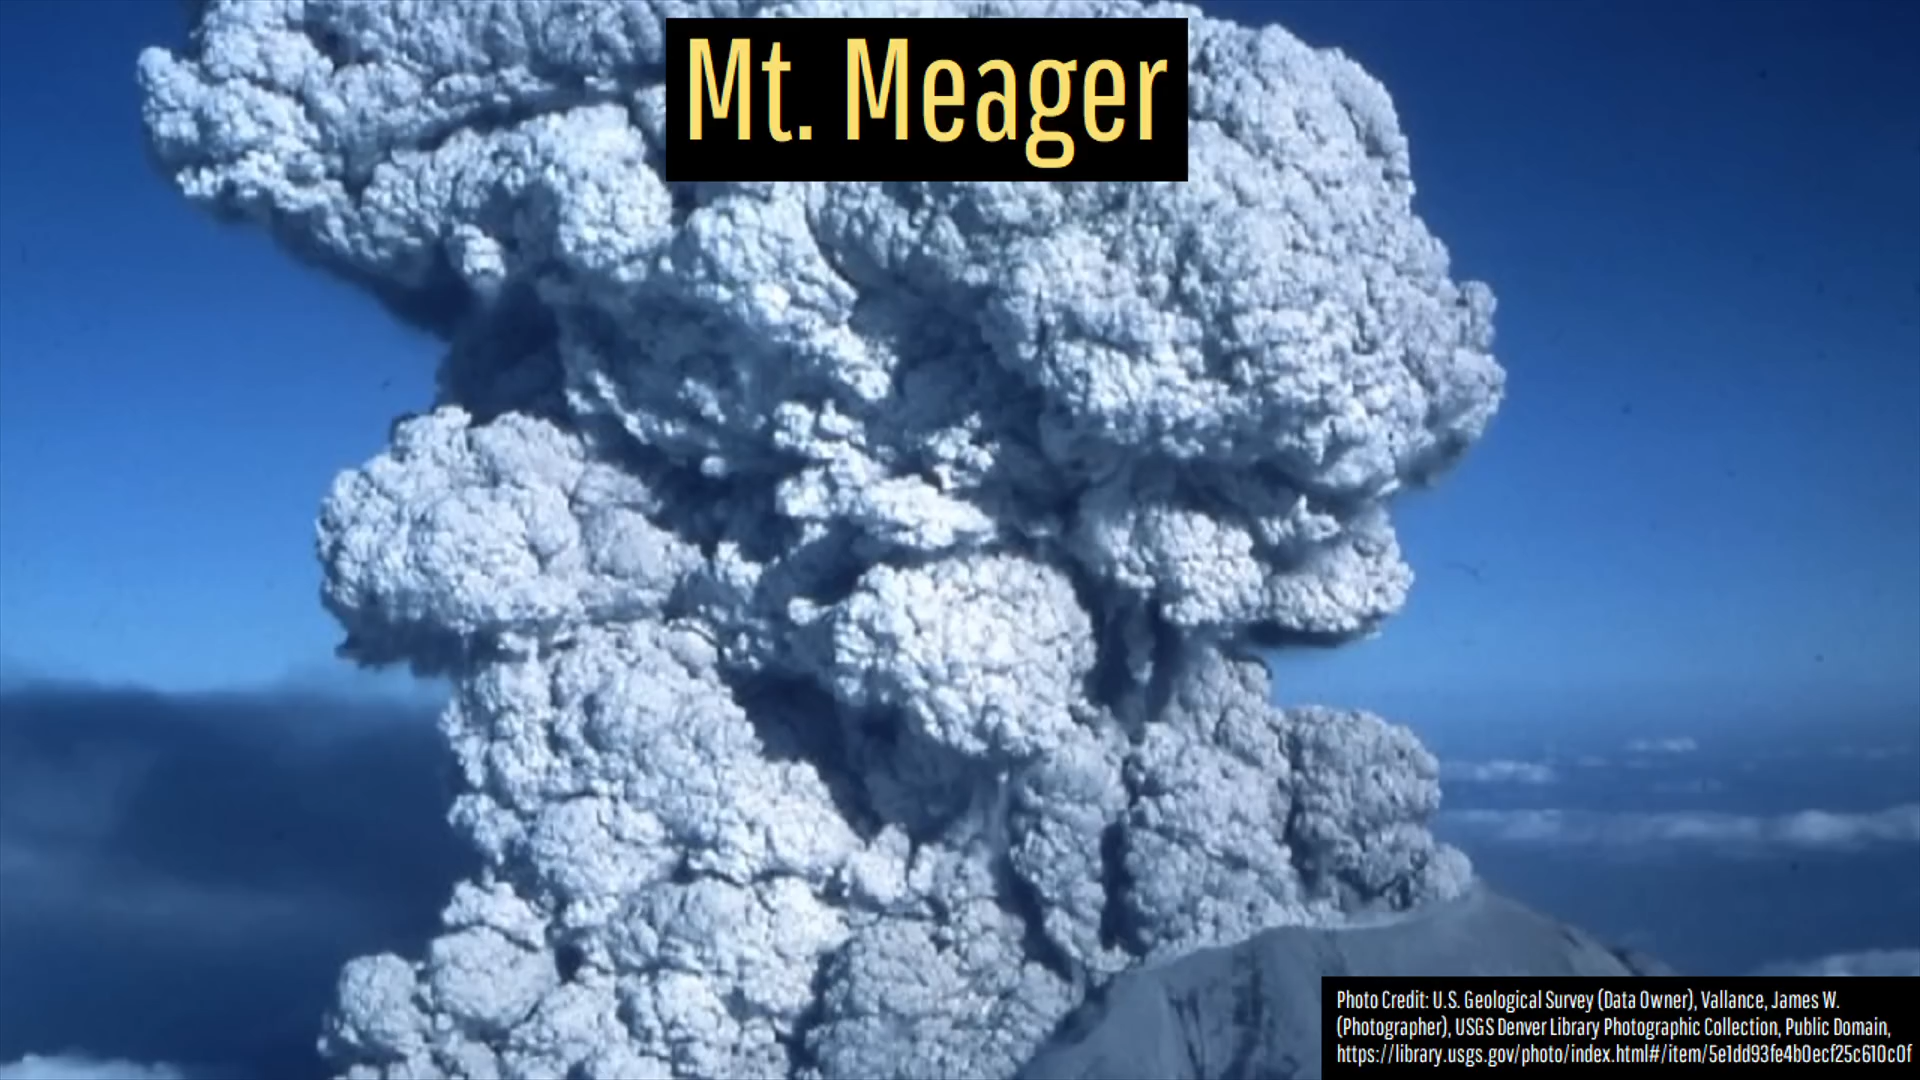 Mt. Meager
Photo Credit: U.S. Geological Survey (Data Owner), Vallance, James W.
(Photographer), USGS Denver Library Photographic Collection, Public Domain,
https://library.usgs.gov/photo/index.html#/item/5e1dd93fe4b0ecf25c610c0f